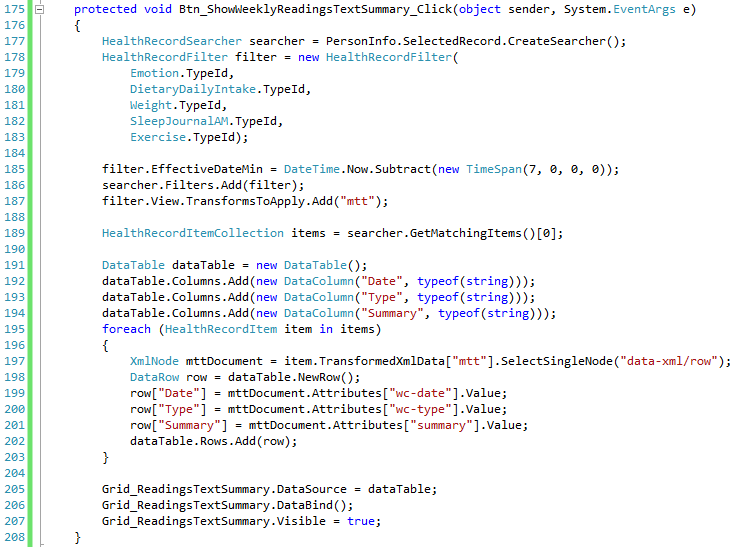 175     protected void Btn_ShowWeeklyReadingsTextSummary_Click(object sender, System.EventArgs e)
176     {
177         HealthRecordSearcher searcher = PersonInfo.SelectedRecord.CreateSearcher();
178         HealthRecordFilter filter = new HealthRecordFilter(
179             Emotion.TypeId,
180             DietaryDailyIntake.TypeId,
181             Weight.TypeId,
182             SleepJournalAM.TypeId,
183             Exercise.TypeId);
184
185         filter.EffectiveDateMin = DateTime.Now.Subtract(new TimeSpan(7, 0, 0, 0));
186         searcher.Filters.Add(filter);
187         filter.View.TransformsToApply.Add("mtt");
188
189         HealthRecordItemCollection items = searcher.GetMatchingItems()[0];
190
191         DataTable dataTable = new DataTable();
192         dataTable.Columns.Add(new DataColumn("Date", typeof(string)));
193         dataTable.Columns.Add(new DataColumn("Type", typeof(string)));
194         dataTable.Columns.Add(new DataColumn("Summary", typeof(string)));
195         foreach (HealthRecordItem item in items)
196         {
197             XmlNode mttDocument = item.TransformedXmlData["mtt"].SelectSingleNode("data-xml/row");
198             DataRow row = dataTable.NewRow();
199             row["Date"] = mttDocument.Attributes["wc-date"].Value;
200             row["Type"] = mttDocument.Attributes["wc-type"].Value;
201             row["Summary"] = mttDocument.Attributes["summary"].Value;
202             dataTable.Rows.Add(row);
203         }
204
205         Grid_ReadingsTextSummary.DataSource = dataTable;
206         Grid_ReadingsTextSummary.DataBind();
207         Grid_ReadingsTextSummary.Visible = true;
208     }